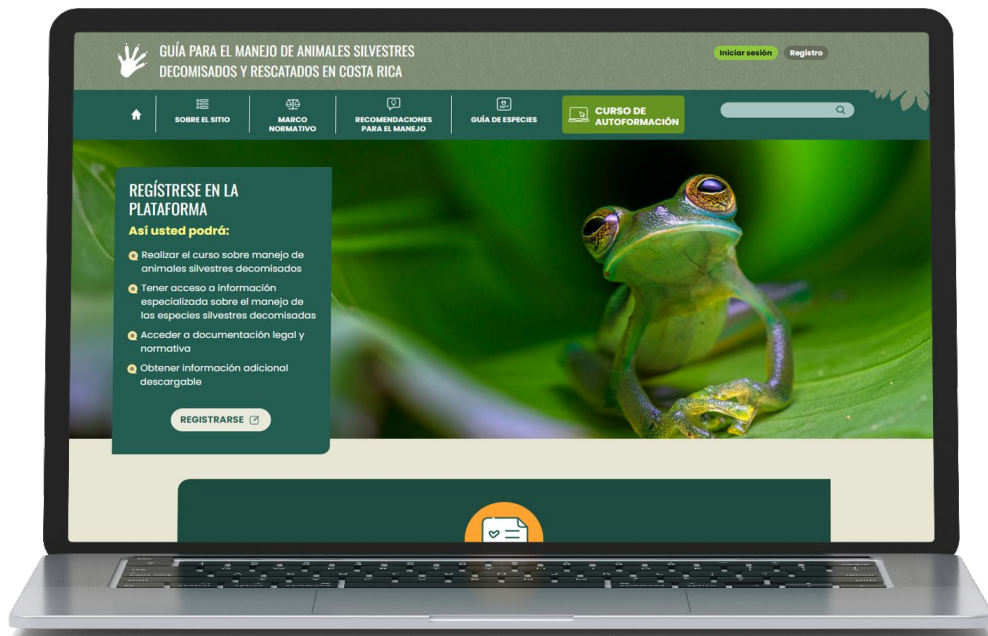 GUÍA PARA EL MANEJO DE ANIMALES SILVESTRES
DECOMISADOS Y RESCATADOS EN COSTA RICA
Iniciar sesión
Registro
SOBRE EL SITIO
MARCO
NORMATIVO
RECOMENDACIONES
PARA EL MANEJO
GUÍA DE ESPECIES
CURSO DE
AUTOFORMACIÓN
REGÍSTRESE EN LA
PLATAFORMA
Así usted podrá:
Realizar el curso sobre manejo de
animales silvestres decomisados
Tener acceso a información
especializada sobre el manejo de
las especies silvestres decomisadas
Acceder a documentación legal y
normativa
Obtener información adicional
descargable
REGISTRARSE